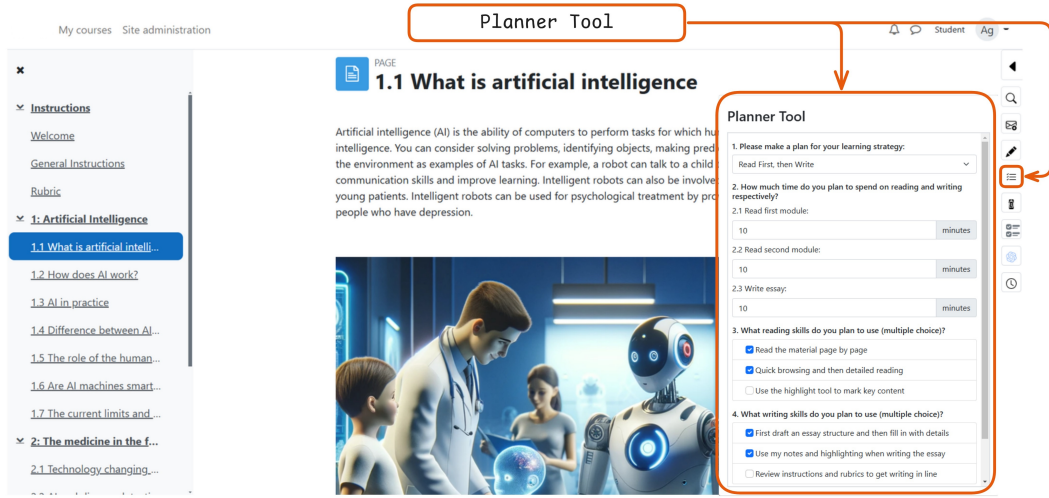 Planner Tool
My courses Site administration
Student Ag
Instructions
Welcome
General Instructions
Rubric
1: Artificial Intelligence
1.1 What is artificial intelli...
1.2 How does AI work?
1.3 AI in practice
1.4 Difference between AI...
1.5 The role of the human...
1.6 Are AI machines smart...
1.7 The current limits and ...
2: The medicine in the f...
2.1 Technology changing ...
PAGE
1.1 What is artificial intelligence
Artificial intelligence (AI) is the ability of computers to perform tasks for which
intelligence. You can consider solving problems, identifying objects, making
the environment as examples of AI tasks. For example, a robot can talk to a child
communication skills and improve learning. Intelligent robots can also be
young patients. Intelligent robots can be used for psychological treatment by
people who have depression.
Planner Tool
1. Please make a plan for your learning strategy:
Read First, then Write
2. How much time do you plan to spend on reading and writing
respectively?
2.1 Read first module:
10 minutes
2.2 Read second module:
10 minutes
2.3 Write essay:
10 minutes
3. What reading skills do you plan to use (multiple choice)?
Read the material page by page
Quick browsing and then detailed reading
Use the highlight tool to mark key content
4. What writing skills do you plan to use (multiple choice)?
First draft an essay structure and then fill in with details
Use my notes and highlighting when writing the essay
Review instructions and rubrics to get writing in line